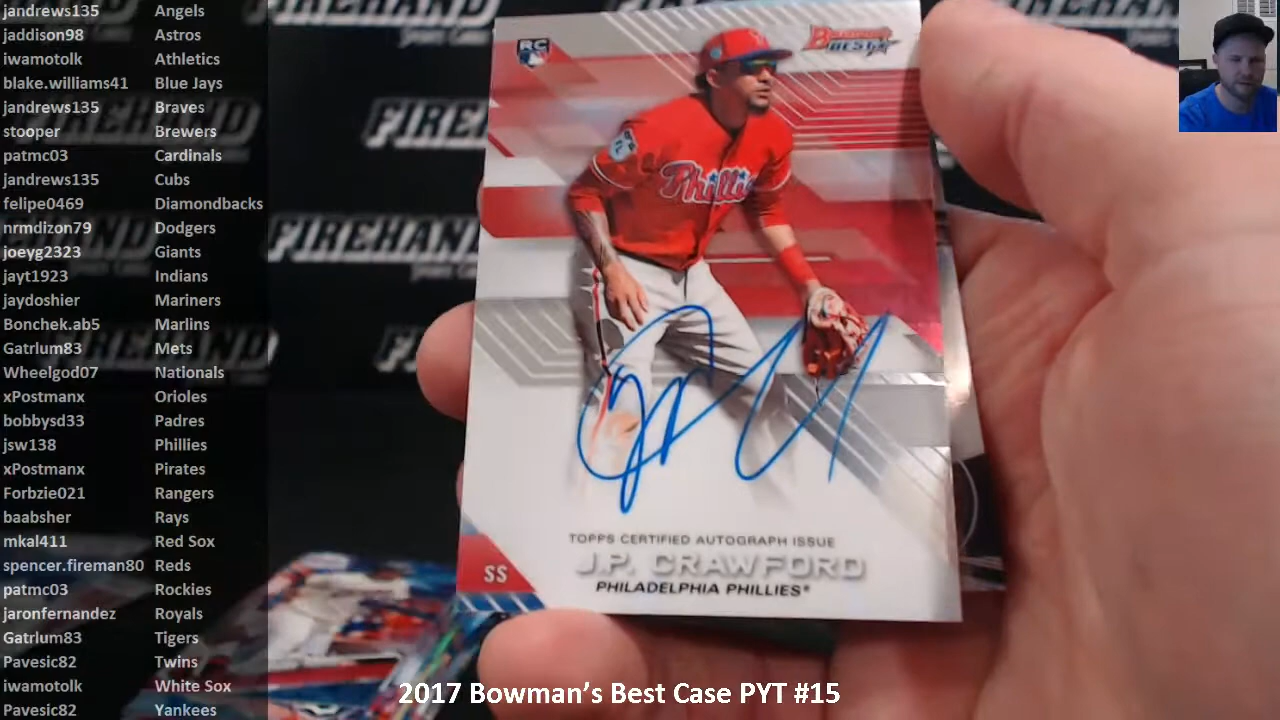 jandrews135 Angels
jaddison98 Astros
iwamotolk Athletics
blake.williams41 Blue Jays
jandrews135 Braves
stooper Brewers
patmc03 Cardinals
jandrews135 Cubs
felipe0469 Diamondbacks
nrmdizon79 Dodgers
joeyg2323 Giants
jayt1923 Indians
jaydoshier Mariners
Bonchek.ab5 Marlins
Gatrlum83 Mets
Wheelgod07 Nationals
xPostmanx Orioles
bobbysd33 Padres
jsw138 Phillies
xPostmanx Pirates
Forbzie021 Rangers
baabsher Rays
mkal411 Red Sox
spencer.fireman80 Reds
patmc03 Rockies
jaronfernandez Royals
Gatrlum83 Tigers
Pavesic82 Twins
iwamotolk White Sox
Pavesic82 Yankees
FIREHAND
RC
BOWMAN'S
BEST
Phillies
TOPPS CERTIFIED AUTOGRAPH ISSUE
J.P. CRAWFORD
SS
PHILADELPHIA PHILLIES®
2017 Bowman's Best Case PYT #15